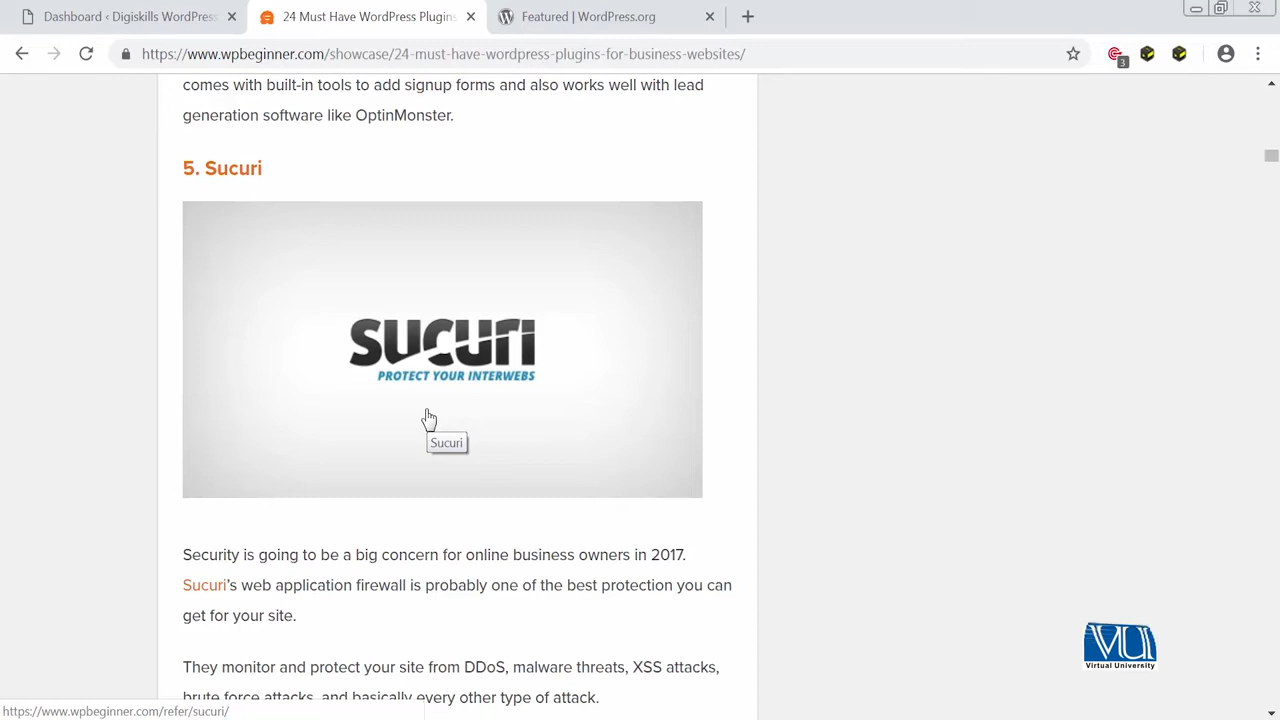 Dashboard ‹ Digiskills WordPress
24 Must Have WordPress Plugins
Featured | WordPress.org
https://www.wpbeginner.com/showcase/24-must-have-wordpress-plugins-for-business-websites/
3
comes with built-in tools to add signup forms and also works well with lead
generation software like OptinMonster.
5. Sucuri
SUCURI
PROTECT YOUR INTERWEBS
Sucuri
Security is going to be a big concern for online business owners in 2017.
Sucuri’s web application firewall is probably one of the best protection you can
get for your site.
They monitor and protect your site from DDoS, malware threats, XSS attacks,
brute force attacks, and basically every other type of attack.
VU
Virtual University
https://www.wpbeginner.com/refer/sucuri/